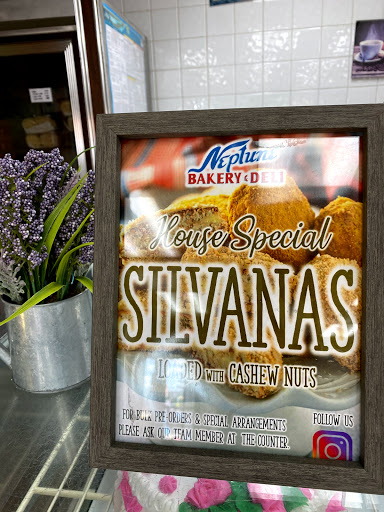 Neptune
BAKERY & DELI
House Special
SILVANAS
LOADED WITH CASHEW NUTS
FOR BULK PRE-ORDERS & SPECIAL ARRANGEMENTS
PLEASE ASK OUR TEAM MEMBER AT THE COUNTER.
FOLLOW US